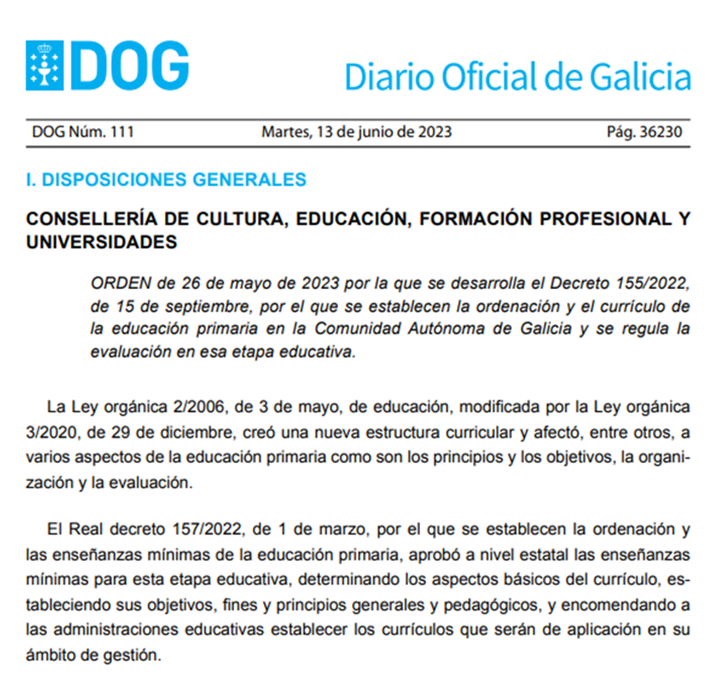 DOG
Diario Oficial de Galicia
DOG Núm. 111 Martes, 13 de junio de 2023 Pág. 36230
I. DISPOSICIONES GENERALES
CONSELLERÍA DE CULTURA, EDUCACIÓN, FORMACIÓN PROFESIONAL Y
UNIVERSIDADES
ORDEN de 26 de mayo de 2023 por la que se desarrolla el Decreto 155/2022,
de 15 de septiembre, por el que se establecen la ordenación y el currículo de
la educación primaria en la Comunidad Autónoma de Galicia y se regula la
evaluación en esa etapa educativa.
La Ley orgánica 2/2006, de 3 de mayo, de educación, modificada por la Ley orgánica
3/2020, de 29 de diciembre, creó una nueva estructura curricular y afectó, entre otros, a
varios aspectos de la educación primaria como son los principios y los objetivos, la organi-
zación y la evaluación.
El Real decreto 157/2022, de 1 de marzo, por el que se establecen la ordenación y
las enseñanzas mínimas de la educación primaria, aprobó a nivel estatal las enseñanzas
mínimas para esta etapa educativa, determinando los aspectos básicos del currículo, es-
tableciendo sus objetivos, fines y principios generales y pedagógicos, y encomendando a
las administraciones educativas establecer los currículos que serán de aplicación en su
ámbito de gestión.